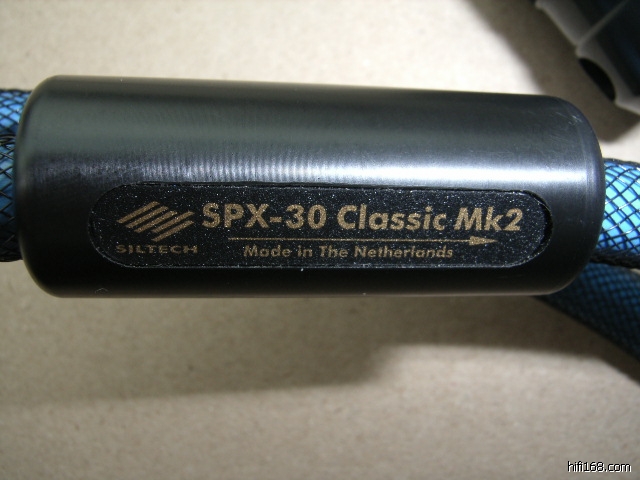 SPX-30 Classic Mk2
SILTECH
Made in The Netherlands
hifi168.com